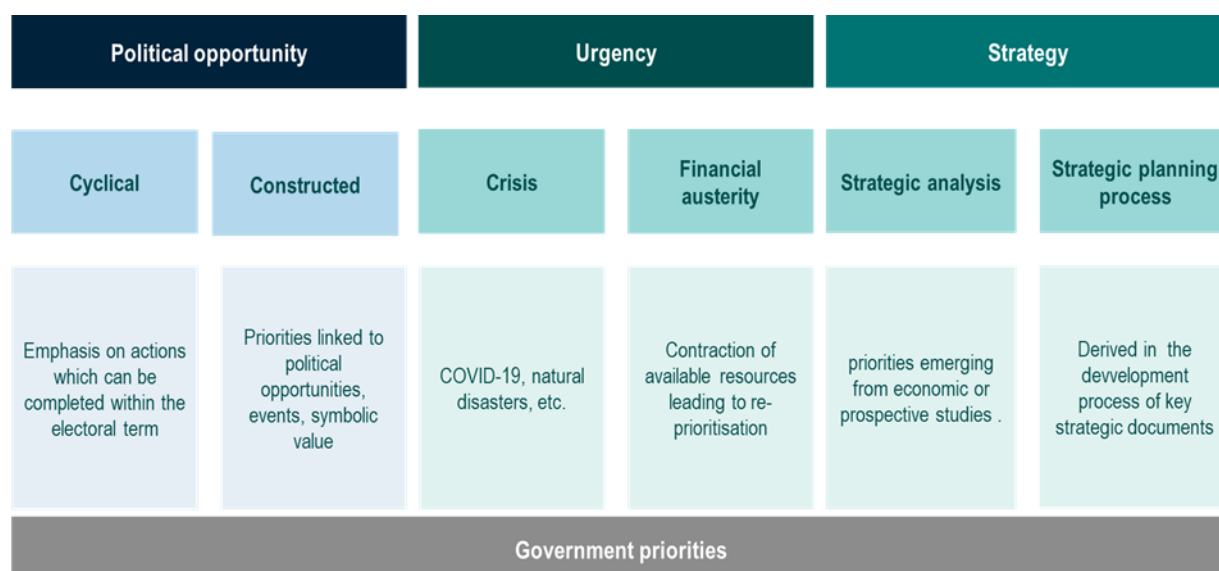 Political opportunity
Urgency
Strategy
Cyclical
Constructed
Crisis
Financial
austerity
Strategic analysis
Strategic planning
process
Emphasis on actions
which can be
completed within the
electoral term
Priorities linked to
political
opportunities,
events, symbolic
value
COVID-19, natural
disasters, etc.
Contraction of
available resources
leading to re-
prioritisation
priorities emerging
from economic or
prospective studies .
Derived in the
devvelopment
process of key
strategic documents
Government priorities